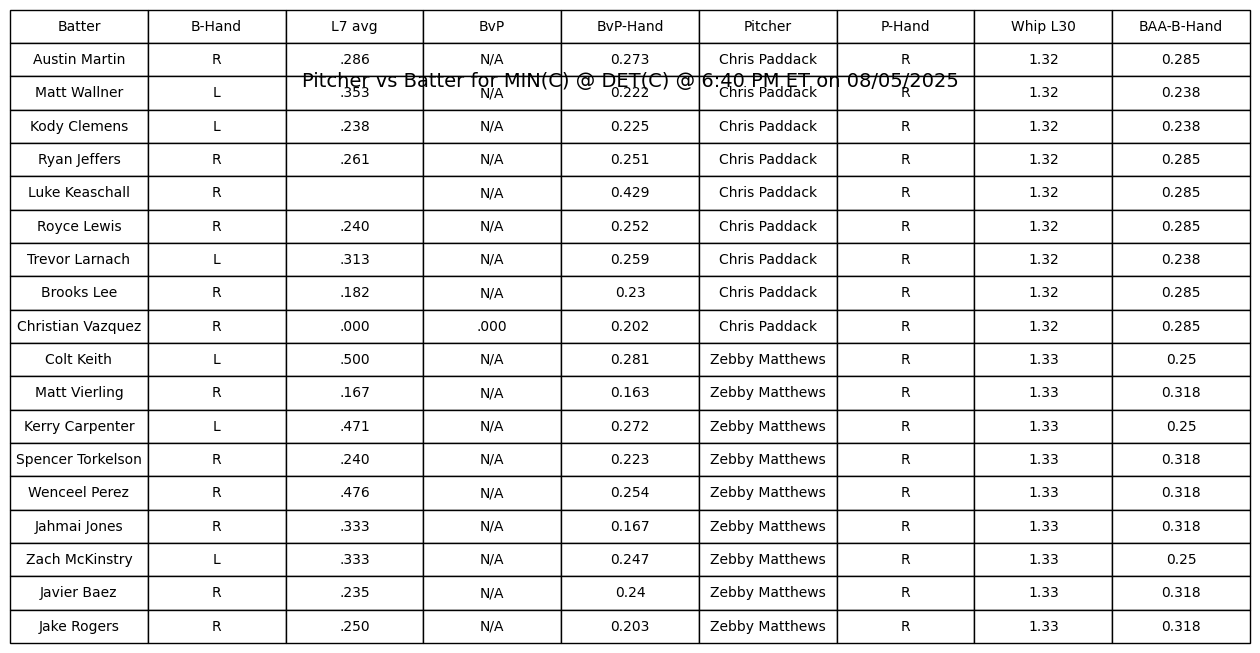 Batter B-Hand L7 avg BvP BvP-Hand Pitcher P-Hand Whip L30 BAA-B-Hand
Austin Martin R .286 N/A 0.273 Chris Paddack R 1.32 0.285
Pitcher vs Batter for MIN(C) @ DET(C) @ 6:40 PM ET on 08/05/2025
Matt Wallner L .353 N/A 0.222 Chris Paddack R 1.32 0.238
Kody Clemens L .238 N/A 0.225 Chris Paddack R 1.32 0.238
Ryan Jeffers R .261 N/A 0.251 Chris Paddack R 1.32 0.285
Luke Keaschall R N/A 0.429 Chris Paddack R 1.32 0.285
Royce Lewis R .240 N/A 0.252 Chris Paddack R 1.32 0.285
Trevor Larnach L .313 N/A 0.259 Chris Paddack R 1.32 0.238
Brooks Lee R .182 N/A 0.23 Chris Paddack R 1.32 0.285
Christian Vazquez R .000 .000 0.202 Chris Paddack R 1.32 0.285
Colt Keith L .500 N/A 0.281 Zebby Matthews R 1.33 0.25
Matt Vierling R .167 N/A 0.163 Zebby Matthews R 1.33 0.318
Kerry Carpenter L .471 N/A 0.272 Zebby Matthews R 1.33 0.25
Spencer Torkelson R .240 N/A 0.223 Zebby Matthews R 1.33 0.318
Wenceel Perez R .476 N/A 0.254 Zebby Matthews R 1.33 0.318
Jahmai Jones R .333 N/A 0.167 Zebby Matthews R 1.33 0.318
Zach McKinstry L .333 N/A 0.247 Zebby Matthews R 1.33 0.25
Javier Baez R .235 N/A 0.24 Zebby Matthews R 1.33 0.318
Jake Rogers R .250 N/A 0.203 Zebby Matthews R 1.33 0.318